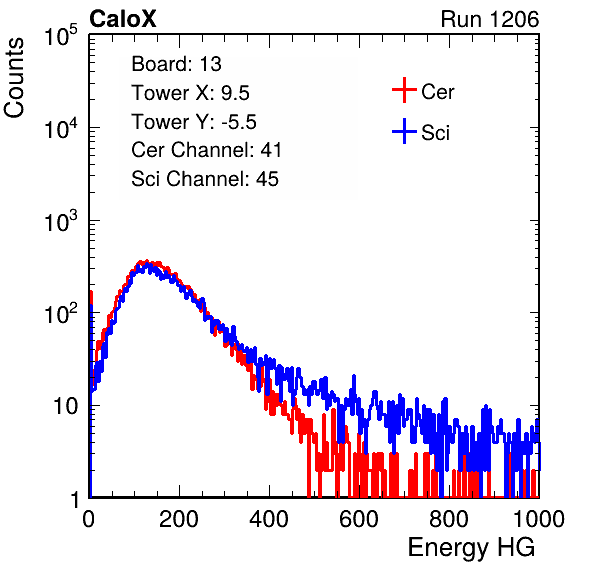 CaloX Run 1206
Counts
Board: 13
Tower X: 9.5
Tower Y: -5.5
Cer Channel: 41
Sci Channel: 45
Cer
Sci
10^5
10^4
10^3
10^2
10
1
0 200 400 600 800 1000
Energy HG